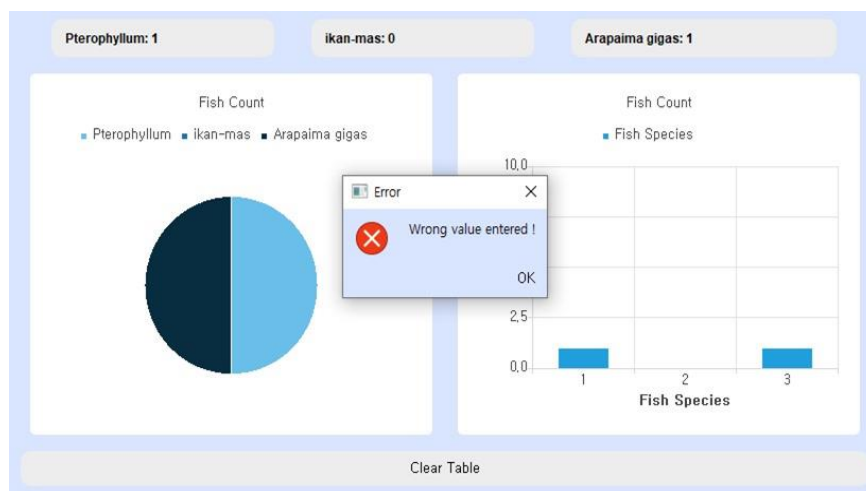 Pterophyllum: 1
ikan-mas: 0
Arapaima gigas: 1
Fish Count
Pterophyllum ikan-mas Arapaima gigas
Fish Count
Fish Species
10,0
2,5
0,0
1 2 3
Fish Species
Error
Wrong value entered !
OK
Clear Table